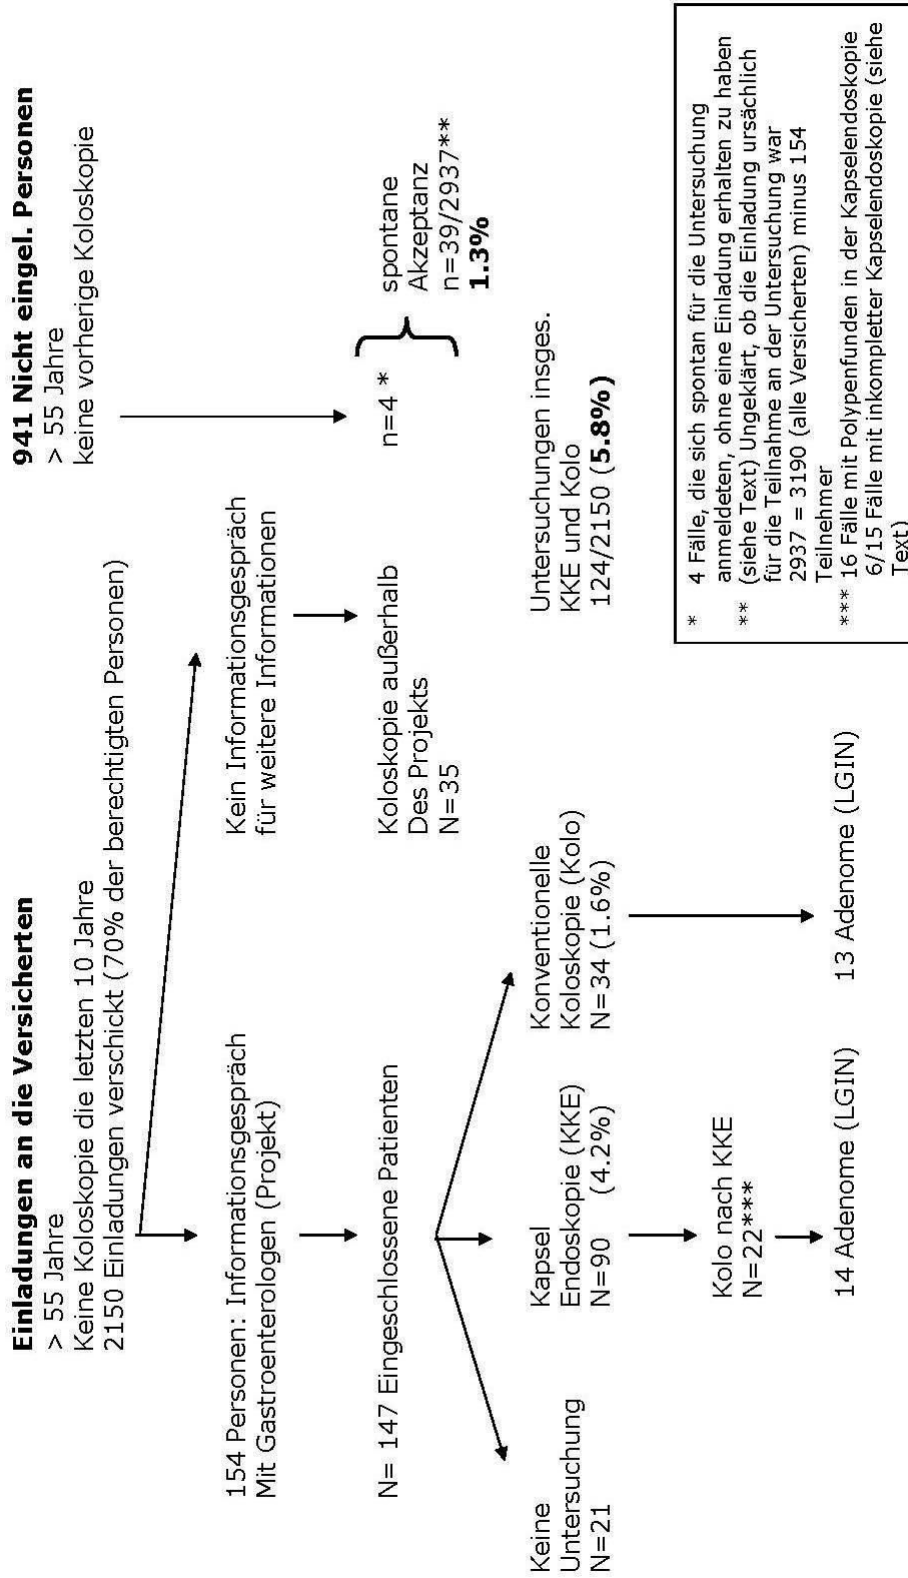 Einladungen an die Versicherten
> 55 Jahre
Keine Koloskopie die letzten 10 Jahre
2150 Einladungen verschickt (70% der berechtigten Personen)
941 Nicht eingel. Personen
> 55 Jahre
keine vorherige Koloskopie
154 Personen: Informationsgespräch
Mit Gastroenterologen (Projekt)
Kein Informationsgespräch
für weitere Informationen
N= 147 Eingeschlossene Patienten
Koloskopie außerhalb
Des Projekts
N=35
n=4 *
spontane
Akzeptanz
n=39/2937**
1.3%
Keine
Untersuchung
N=21
Kapsel
Endoskopie (KKE)
N=90 (4.2%)
Konventionelle
Koloskopie (Kolo)
N=34 (1.6%)
Untersuchungen insges.
KKE und Kolo
124/2150 (5.8%)
Kolo nach KKE
N=22***
14 Adenome (LGIN)
13 Adenome (LGIN)
* 4 Fälle, die sich spontan für die Untersuchung
anmeldeten, ohne eine Einladung erhalten zu haben
** (siehe Text) Ungeklärt, ob die Einladung ursächlich
für die Teilnahme an der Untersuchung war
2937 = 3190 (alle Versicherten) minus 154
Teilnehmer
*** 16 Fälle mit Polypenfunden in der Kapselendoskopie
6/15 Fälle mit inkompletter Kapselendoskopie (siehe
Text)